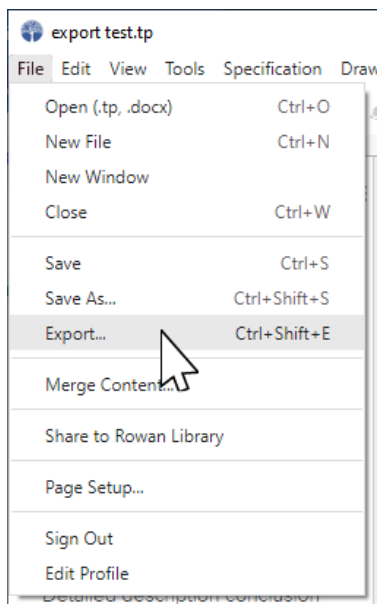 export test.tp
File Edit View Tools Specification Draw
Open (.tp, .docx) Ctrl+O
New File Ctrl+N
New Window
Close Ctrl+W
Save Ctrl+S
Save As... Ctrl+Shift+S
Export... Ctrl+Shift+E
Merge Content...
Share to Rowan Library
Page Setup...
Sign Out
Edit Profile
Detailed description conclusion